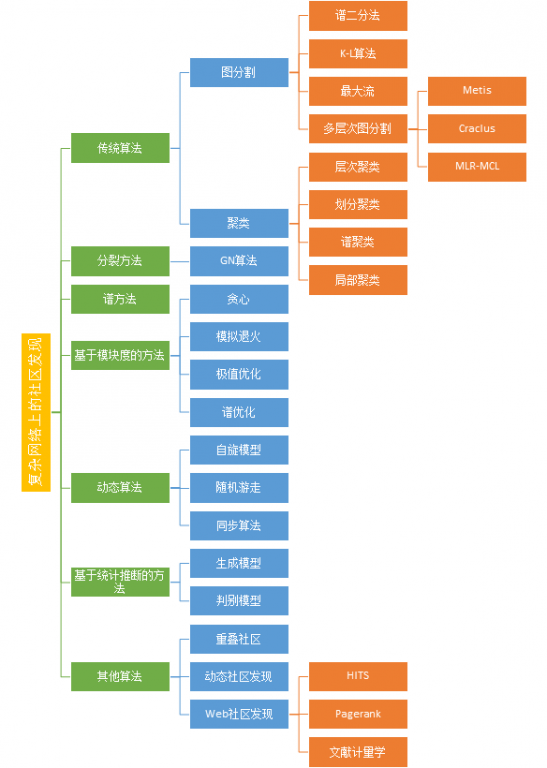 复杂网络上的社区发现
传统算法
图分割
谱二分法
K-L算法
最大流
多层次图分割
Metis
Graclus
MLR-MCL
聚类
层次聚类
划分聚类
谱聚类
局部聚类
分裂方法
GN算法
谱方法
基于模块度的方法
贪心
模拟退火
极值优化
谱优化
动态算法
自旋模型
随机游走
同步算法
基于统计推断的方
法
生成模型
判别模型
其他算法
重叠社区
动态社区发现
Web社区发现
HITS
Pagerank
文献计量学